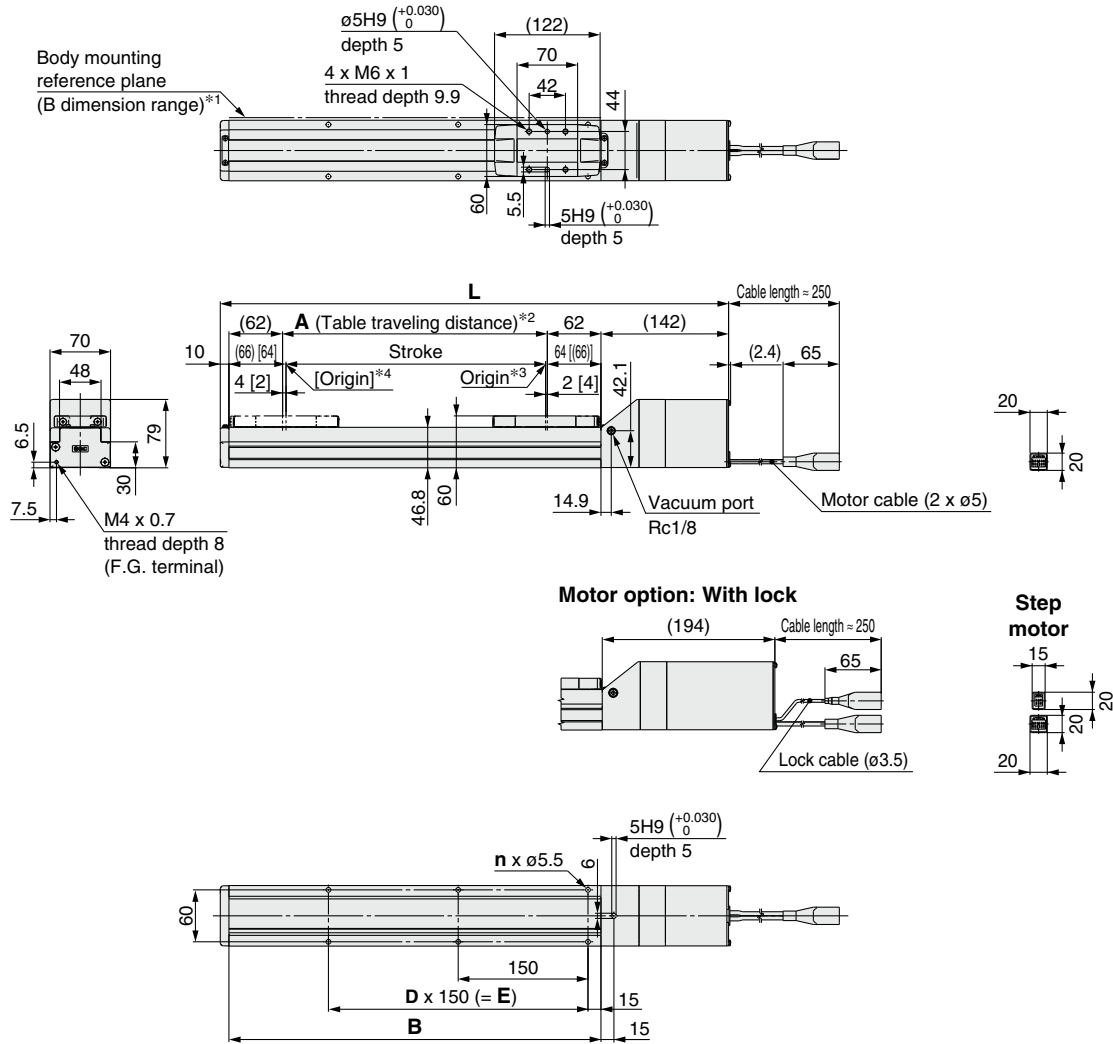 ø5H9 (+0.030 0)
depth 5
(122)
70
42
44
4 x M6 x 1
thread depth 9.9
Body mounting
reference plane
(B dimension range)*1
60
5.5
5H9 (+0.030 0)
depth 5
L
Cable length ≈ 250
(62)
A (Table traveling distance)*2
62
(142)
10
(66) [64]
Stroke
64 [(66)]
(2.4)
65
4 [2]
[Origin]*4
Origin*3
2 [4]
42.1
70
48
6.5
79
30
7.5
M4 x 0.7
thread depth 8
(F.G. terminal)
46.8
60
14.9
Vacuum port
Rc1/8
Motor cable (2 x ø5)
20
20
Motor option: With lock
(194)
Cable length ≈ 250
65
Lock cable (ø3.5)
Step
motor
15
20
20
20
5H9 (+0.030 0)
depth 5
n x ø5.5
6
60
150
D x 150 (= E)
15
B
15